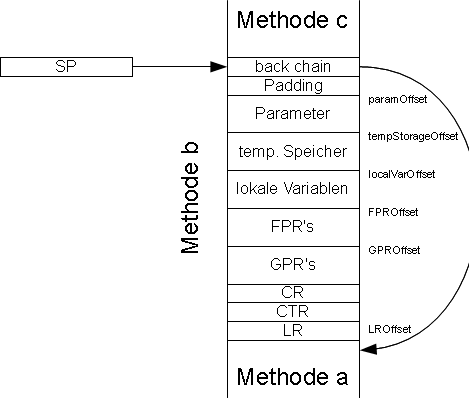 Methode c
SP
back chain
Padding
paramOffset
Parameter
tempStorageOffset
temp. Speicher
localVarOffset
lokale Variablen
Methode b
FPROffset
FPR's
GPROffset
GPR's
CR
CTR
LR
LROffset
Methode a